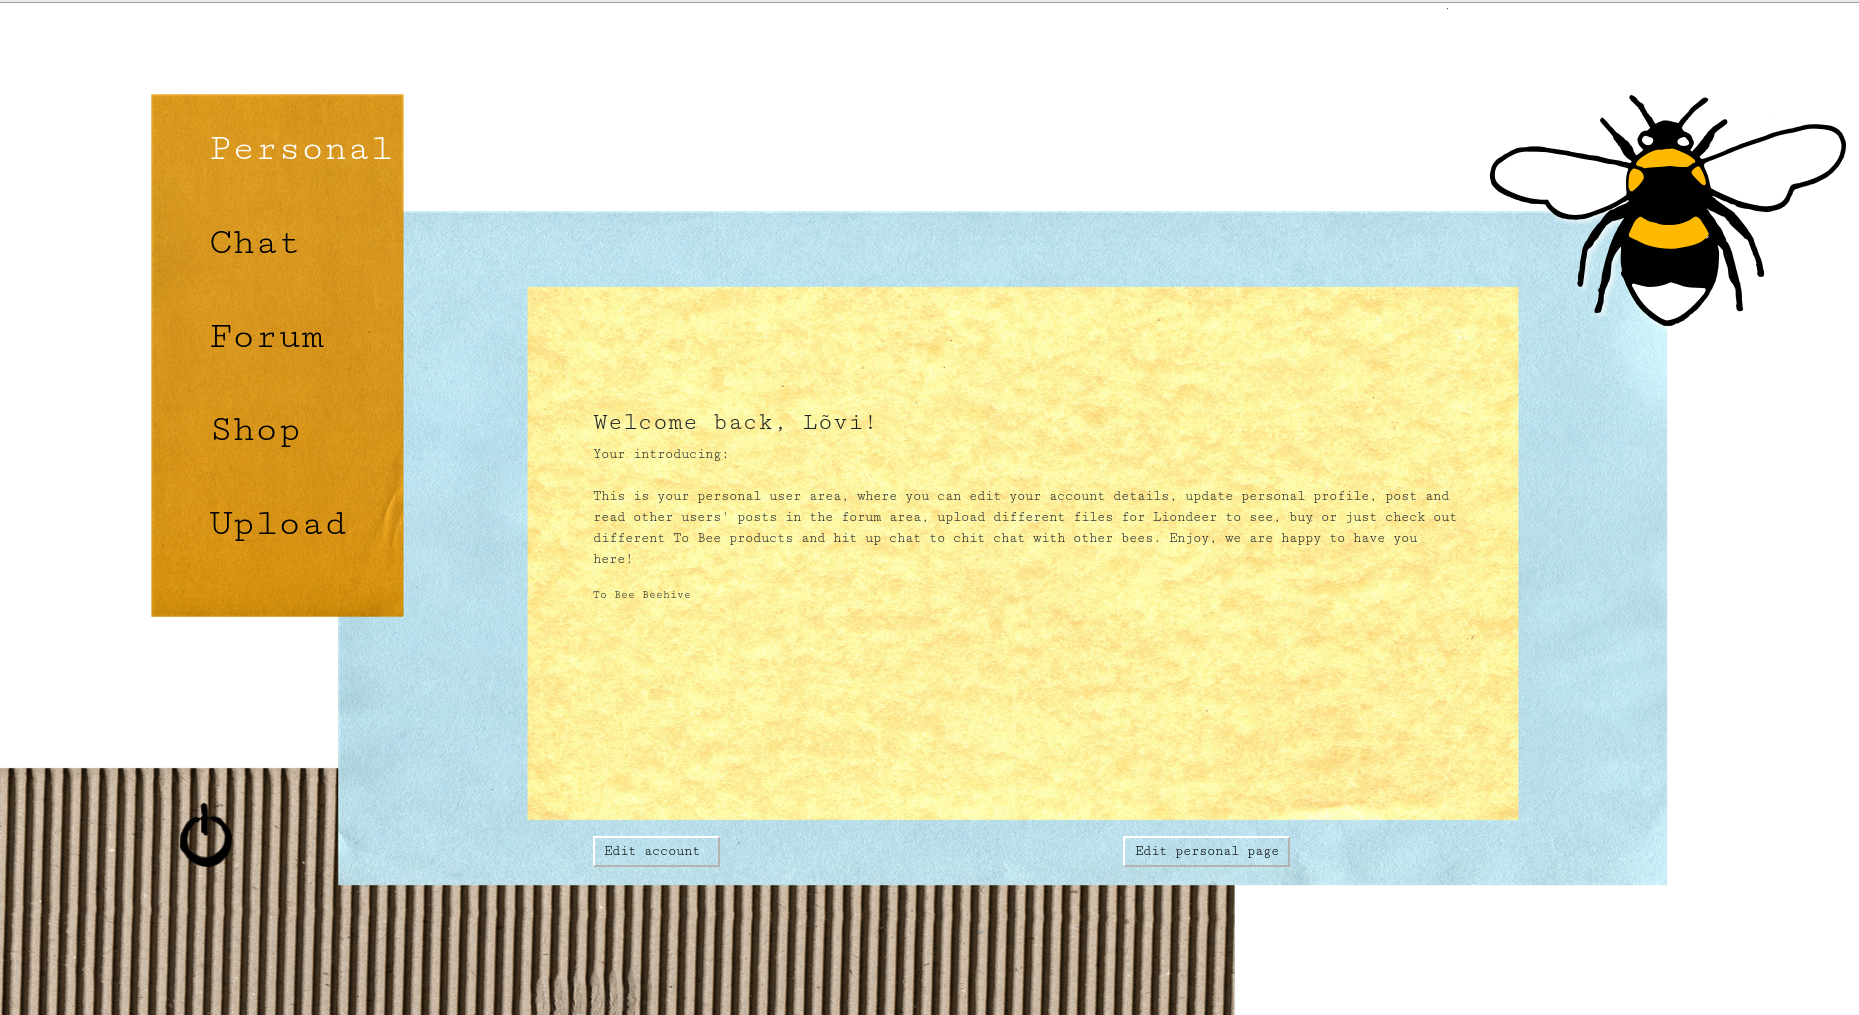 Personal
Chat
Forum
Shop
Upload
Welcome back, Lõvi!
Your introducing:
This is your personal user area, where you can edit your account details, update personal profile, post and
read other users' posts in the forum area, upload different files for Liondeer to see, buy or just check out
different To Bee products and hit up chat to chit chat with other bees. Enjoy, we are happy to have you
here!
To Bee Beehive
Edit account
Edit personal page